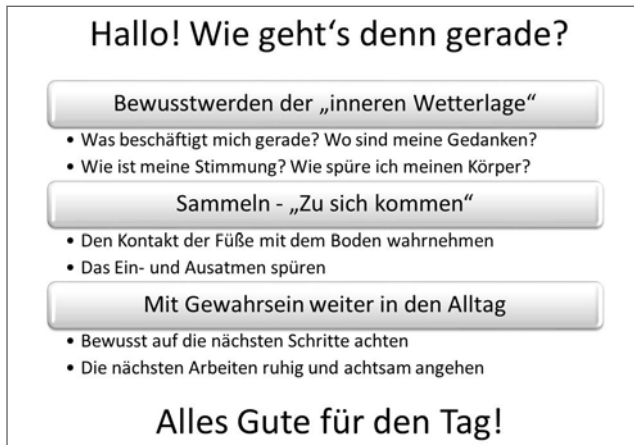 Hallo! Wie geht‘s denn gerade?
Bewusstwerden der „inneren Wetterlage“
• Was beschäftigt mich gerade? Wo sind meine Gedanken?
• Wie ist meine Stimmung? Wie spüre ich meinen Körper?
Sammeln - „Zu sich kommen“
• Den Kontakt der Füße mit dem Boden wahrnehmen
• Das Ein- und Ausatmen spüren
Mit Gewahrsein weiter in den Alltag
• Bewusst auf die nächsten Schritte achten
• Die nächsten Arbeiten ruhig und achtsam angehen
Alles Gute für den Tag!